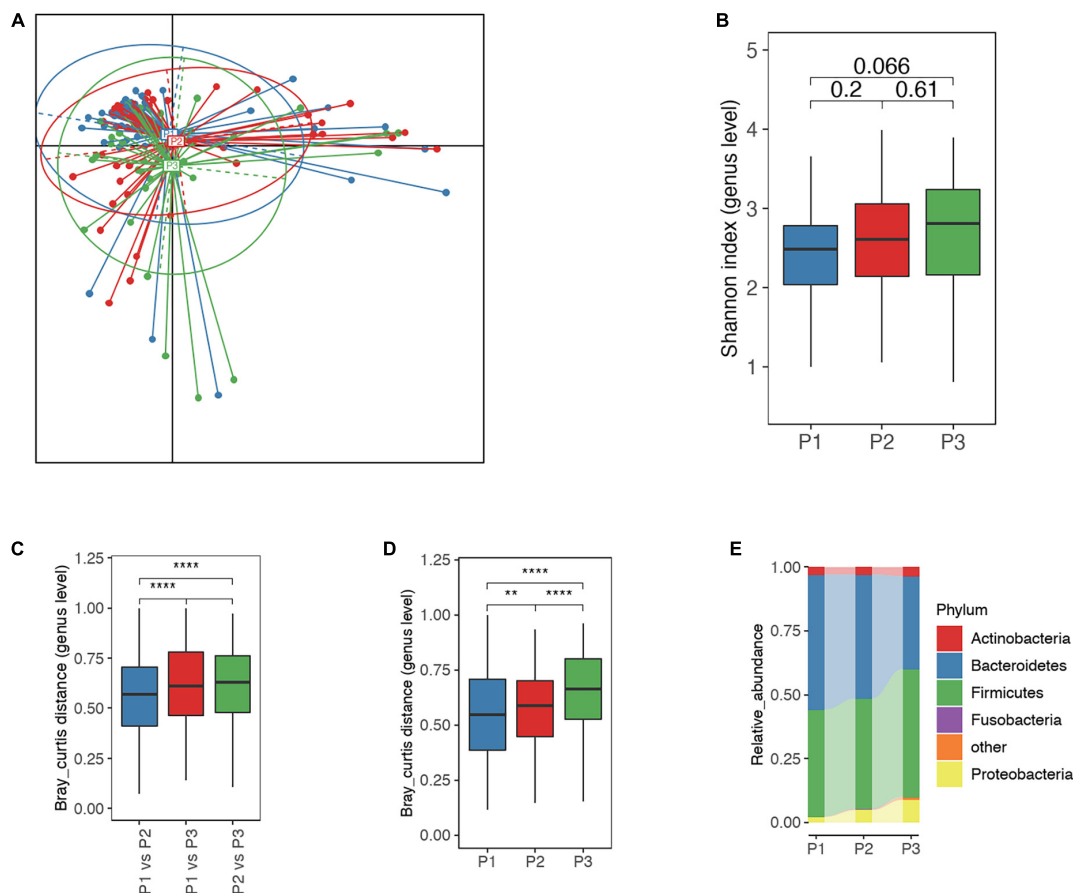 A
P1
P2
P3
B
Shannon index (genus level)
5
4
3
2
1
0.066
0.2 0.61
P1 P2 P3
C
Bray_curtis distance (genus level)
1.25
1.00
0.75
0.50
0.25
0.00
****
****
P1 vs P2
P1 vs P3
P2 vs P3
D
Bray_curtis distance (genus level)
1.25
1.00
0.75
0.50
0.25
0.00
****
** ****
P1 P2 P3
E
Relative_abundance
1.00
0.75
0.50
0.25
0.00
P1 P2 P3
Phylum
Actinobacteria
Bacteroidetes
Firmicutes
Fusobacteria
other
Proteobacteria